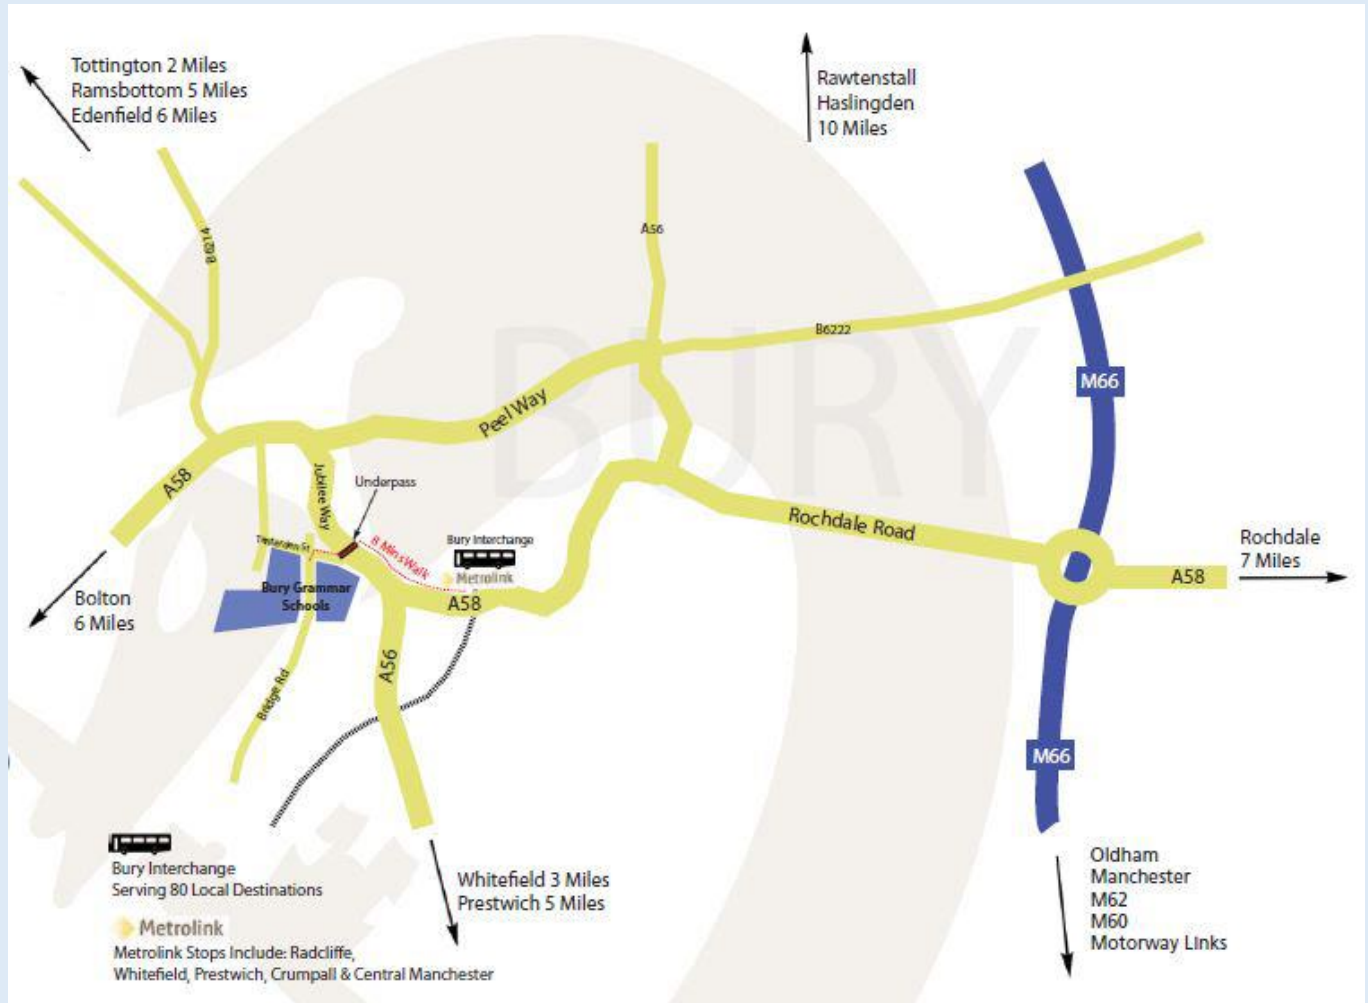 Tottington 2 Miles
Ramsbottom 5 Miles
Edenfield 6 Miles
Rawtenstall
Haslingden
10 Miles
B6214
A56
B6222
BURY
M66
Peel Way
A58
Jubilee Way
Underpass
Rochdale Road
Tenterden St
8 Mins Walk
Bury Interchange
Metrolink
Rochdale
7 Miles
A58
Bury Grammar
Schools
A58
Bolton
6 Miles
A56
Bridge Rd
M66
Bury Interchange
Serving 80 Local Destinations
Whitefield 3 Miles
Prestwich 5 Miles
Oldham
Manchester
M62
M60
Motorway Links
Metrolink
Metrolink Stops Include: Radcliffe,
Whitefield, Prestwich, Crumpall & Central Manchester